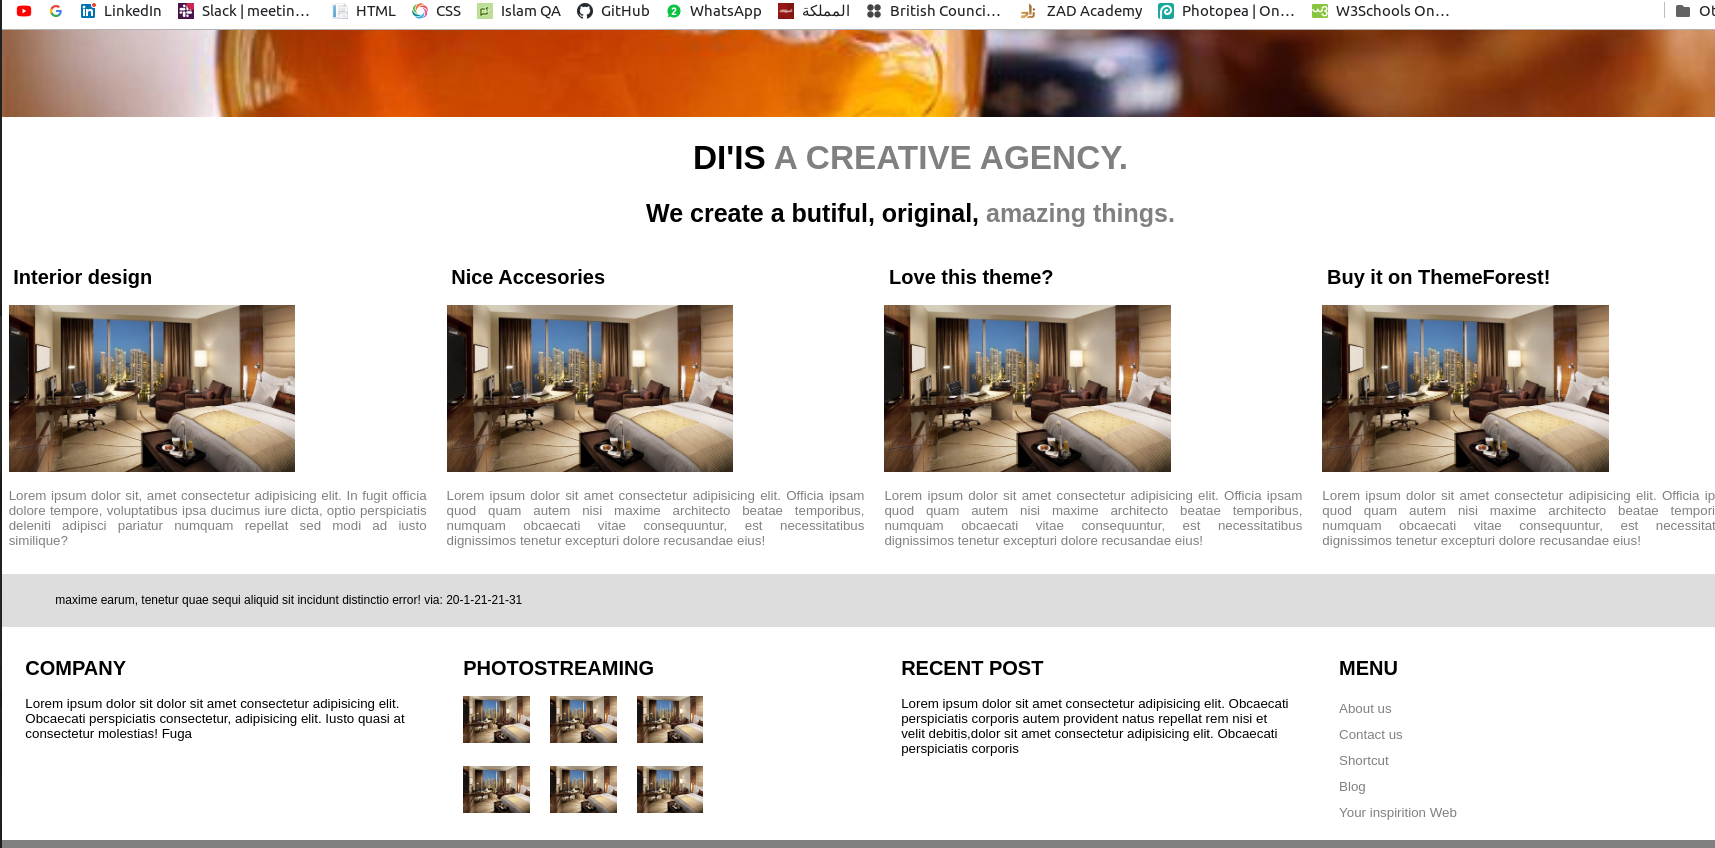 LinkedIn Slack | meetin... HTML CSS Islam QA GitHub WhatsApp المملكة British Counci... ZAD Academy Photopea | On... W3Schools On... Ot
DI'IS A CREATIVE AGENCY.
We create a butiful, original, amazing things.
Interior design
Nice Accesories
Love this theme?
Buy it on ThemeForest!
Lorem ipsum dolor sit, amet consectetur adipisicing elit. In fugit officia
dolore tempore, voluptatibus ipsa ducimus iure dicta, optio perspiciatis
deleniti adipisci pariatur numquam repellat sed modi ad iusto
similique?
Lorem ipsum dolor sit amet consectetur adipisicing elit. Officia ipsam
quod quam autem nisi maxime architecto beatae temporibus,
numquam obcaecati vitae consequuntur, est necessitatibus
dignissimos tenetur excepturi dolore recusandae eius!
Lorem ipsum dolor sit amet consectetur adipisicing elit. Officia ipsam
quod quam autem nisi maxime architecto beatae temporibus,
numquam obcaecati vitae consequuntur, est necessitatibus
dignissimos tenetur excepturi dolore recusandae eius!
Lorem ipsum dolor sit amet consectetur adipisicing elit. Officia ip
quod quam autem nisi maxime architecto beatae tempori
numquam obcaecati vitae consequuntur, est necessitat
dignissimos tenetur excepturi dolore recusandae eius!
maxime earum, tenetur quae sequi aliquid sit incidunt distinctio error! via: 20-1-21-21-31
COMPANY
Lorem ipsum dolor sit dolor sit amet consectetur adipisicing elit.
Obcaecati perspiciatis consectetur, adipisicing elit. Iusto quasi at
consectetur molestias! Fuga
PHOTOSTREAMING
RECENT POST
Lorem ipsum dolor sit amet consectetur adipisicing elit. Obcaecati
perspiciatis corporis autem provident natus repellat rem nisi et
velit debitis,dolor sit amet consectetur adipisicing elit. Obcaecati
perspiciatis corporis
MENU
About us
Contact us
Shortcut
Blog
Your inspirition Web